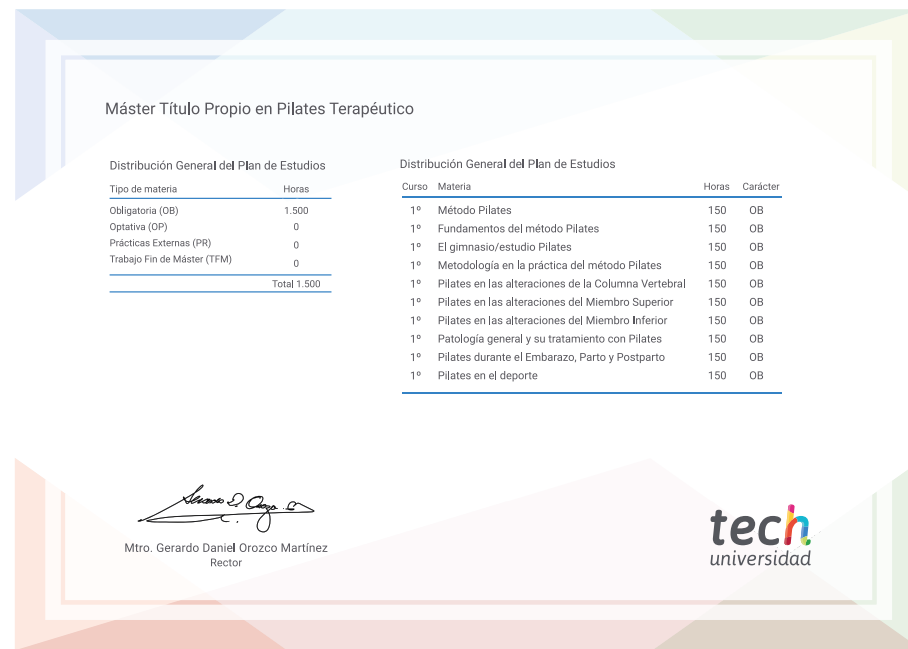 Máster Título Propio en Pilates Terapéutico
Distribución General del Plan de Estudios
Tipo de materia Horas
Obligatoria (OB) 1.500
Optativa (OP) 0
Prácticas Externas (PR) 0
Trabajo Fin de Máster (TFM) 0
Total 1.500
Distribución General del Plan de Estudios
Curso Materia Horas Carácter
1º Método Pilates 150 OB
1º Fundamentos del método Pilates 150 OB
1º El gimnasio/estudio Pilates 150 OB
1º Metodología en la práctica del método Pilates 150 OB
1º Pilates en las alteraciones de la Columna Vertebral 150 OB
1º Pilates en las alteraciones del Miembro Superior 150 OB
1º Pilates en las alteraciones del Miembro Inferior 150 OB
1º Patología general y su tratamiento con Pilates 150 OB
1º Pilates durante el Embarazo, Parto y Postparto 150 OB
1º Pilates en el deporte 150 OB
Mtro. Gerardo Daniel Orozco Martínez
Rector
tech
universidad